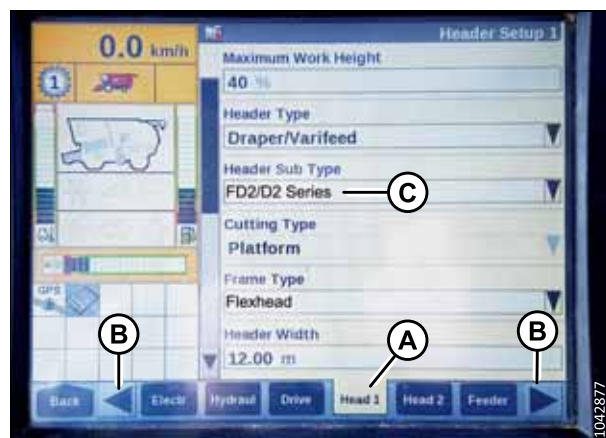 0.0 km/h
Header Setup 1
1
Maximum Work Height
40 %
Header Type
Draper/Varifeed
Header Sub Type
FD2/D2 Series
C
Cutting Type
Platform
Frame Type
Flexhead
GPS
Header Width
12.00 m
A
B
B
Back
Electr
Hydraul
Drive
Head 1
Head 2
Feeder
1042877